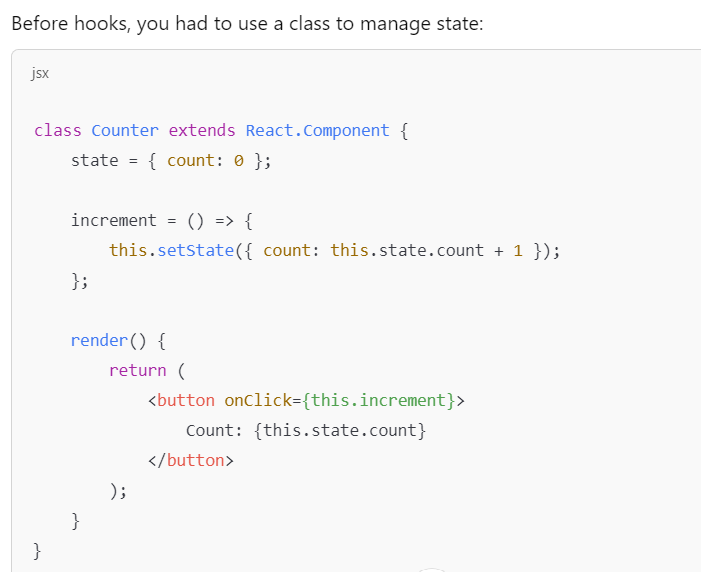 Before hooks, you had to use a class to manage state:
jsx
class Counter extends React.Component {
    state = { count: 0 };
    increment = () => {
        this.setState({ count: this.state.count + 1 });
    };
    render() {
        return (
            <button onClick={this.increment}>
                Count: {this.state.count}
            </button>
        );
    }
}